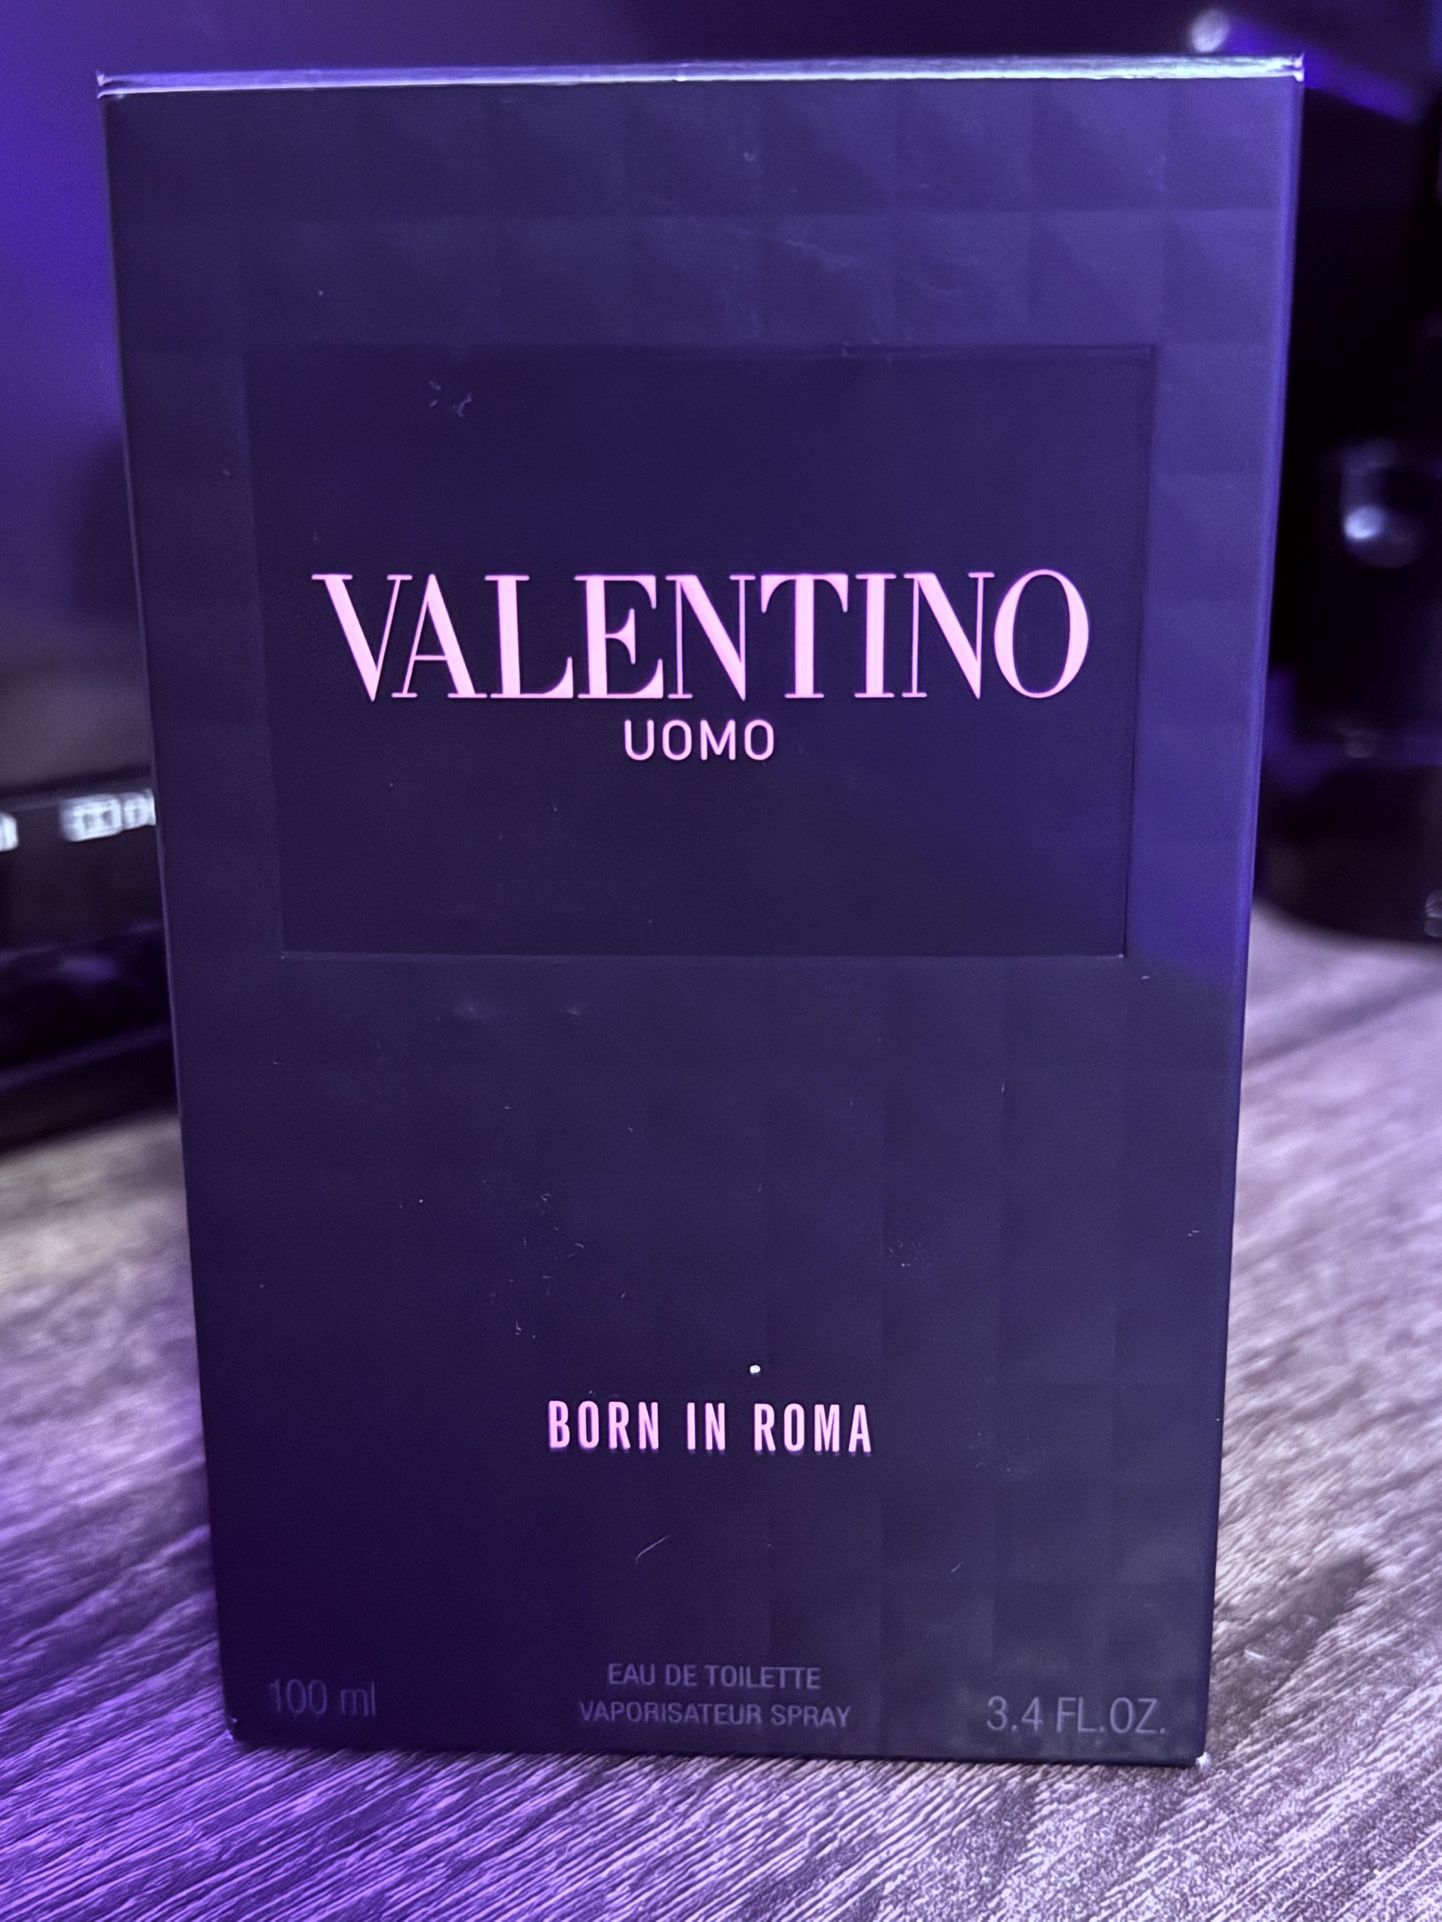 VALENTINO
UOMO
BORN IN ROMA
EAU DE TOILETTE
100 ml VAPORISATEUR SPRAY 3.4 FL.OZ.